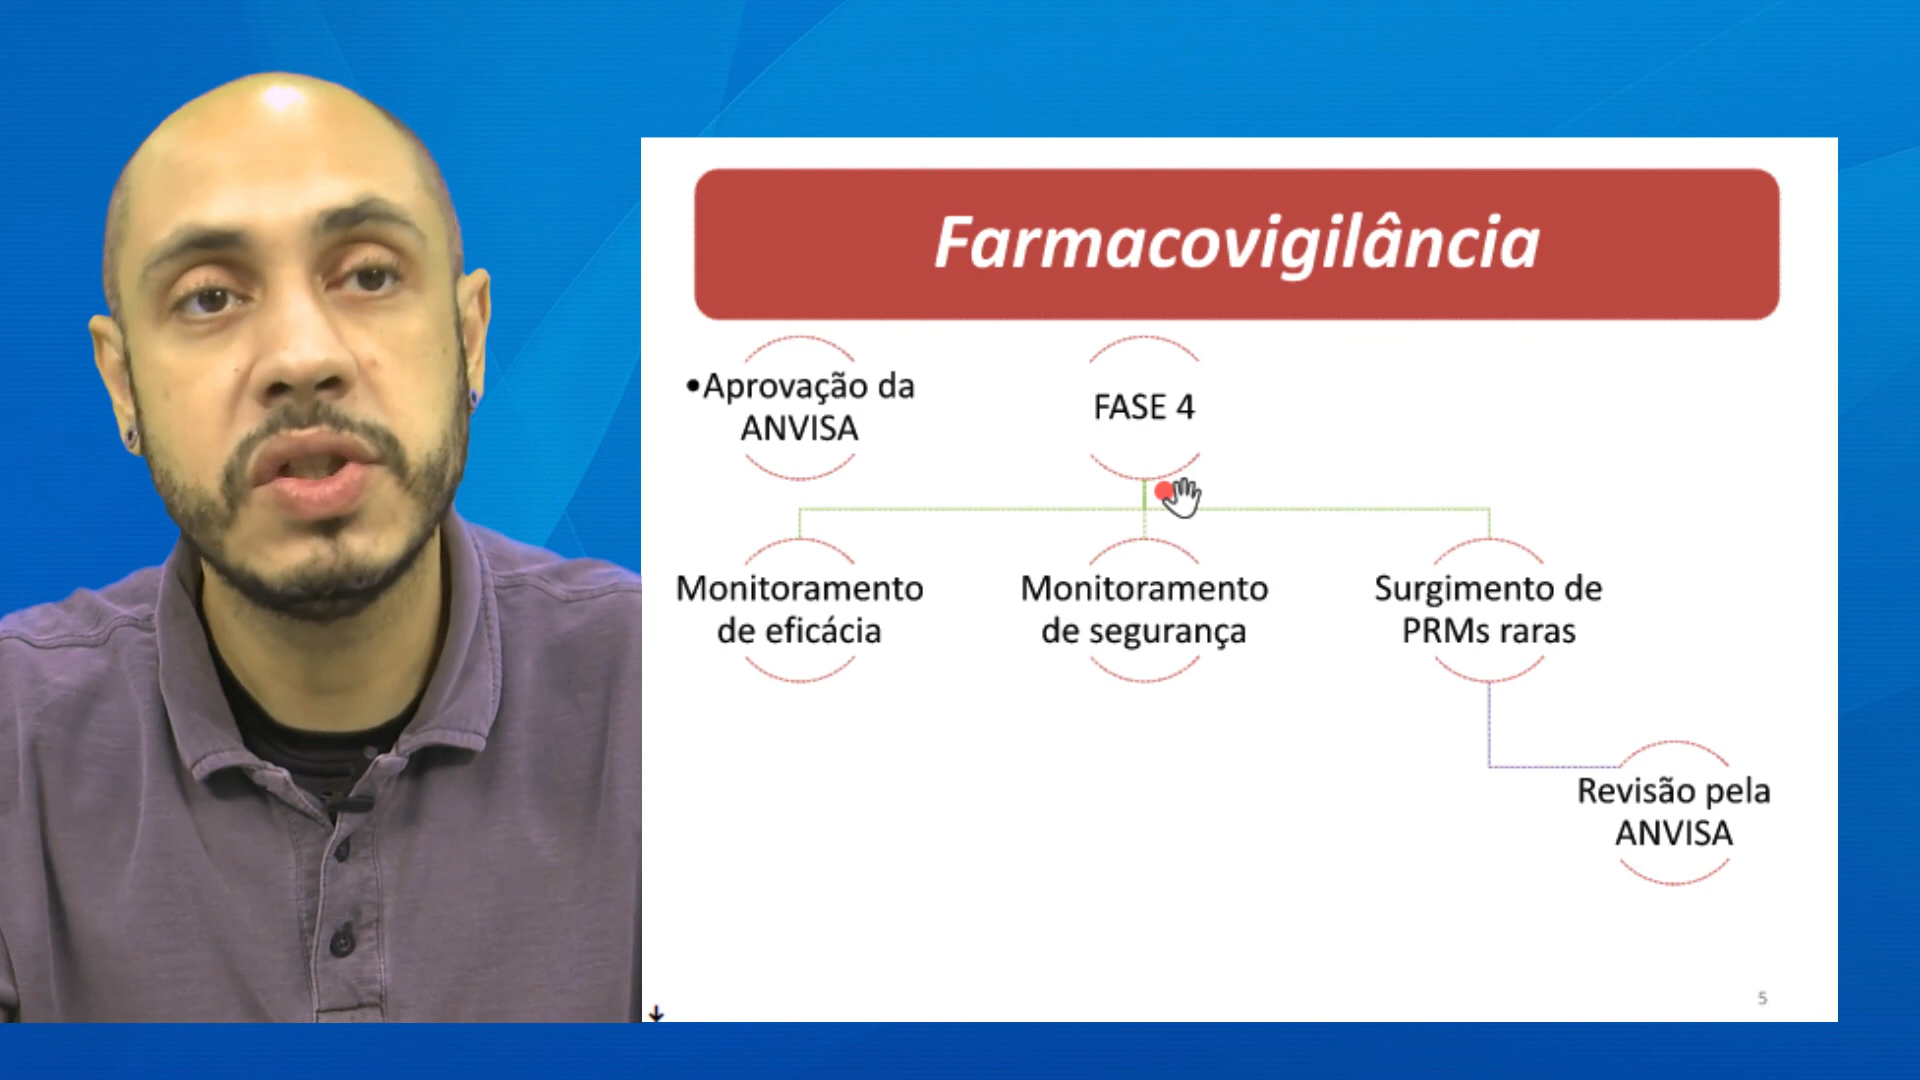 Farmacovigilância
•Aprovação da
ANVISA
FASE 4
Monitoramento
de eficácia
Monitoramento
de segurança
Surgimento de
PRMs raras
Revisão pela
ANVISA
5